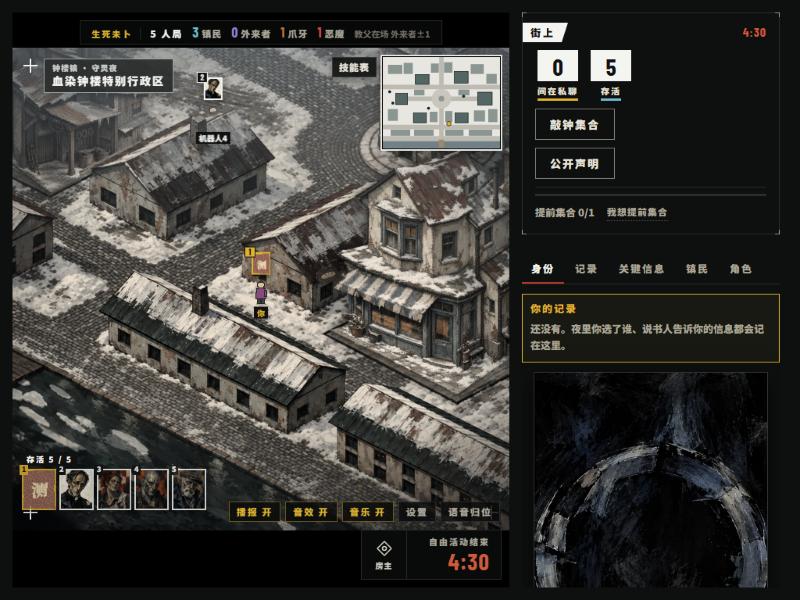 生死未卜 5 人局 3 镇民 0 外来者 1 爪牙 1 恶魔 教父在场 外来者±1
钟楼镇 · 守灵夜
血染钟楼特别行政区
技能表
2
机器人4
1
测
你
存活 5 / 5
1 2 3 4 5
测
播报 开 音效 开 音乐 开 设置 语音归位
房主
自由活动结束
4:30
街上 4:30
0 5
间在私聊 存活
敲钟集合
公开声明
提前集合 0/1 我想提前集合
身份 记录 关键信息 镇民 角色
你的记录
还没有。夜里你选了谁、说书人告诉你的信息都会记
在这里。